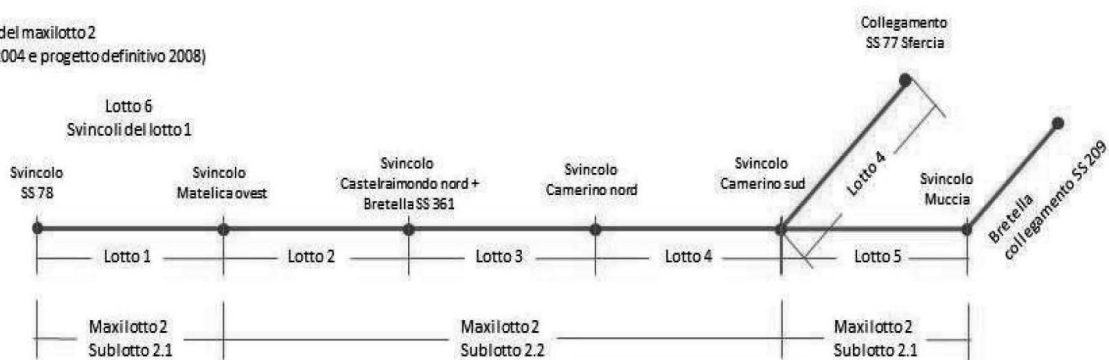 del maxilotto 2
2004 e progetto definitivo 2008)
Collegamento
SS 77 Sfercia
Lotto 6
Svincoli del lotto 1
Svincolo
SS 78
Svincolo
Matelica ovest
Svincolo
Castelraimondo nord +
Bretella SS 361
Svincolo
Camerino nord
Svincolo
Camerino sud
Lotto 4
Svincolo
Muccia
Bretella
collegamento SS 209
Lotto 1
Lotto 2
Lotto 3
Lotto 4
Lotto 5
Maxilotto 2
Sublotto 2.1
Maxilotto 2
Sublotto 2.2
Maxilotto 2
Sublotto 2.1